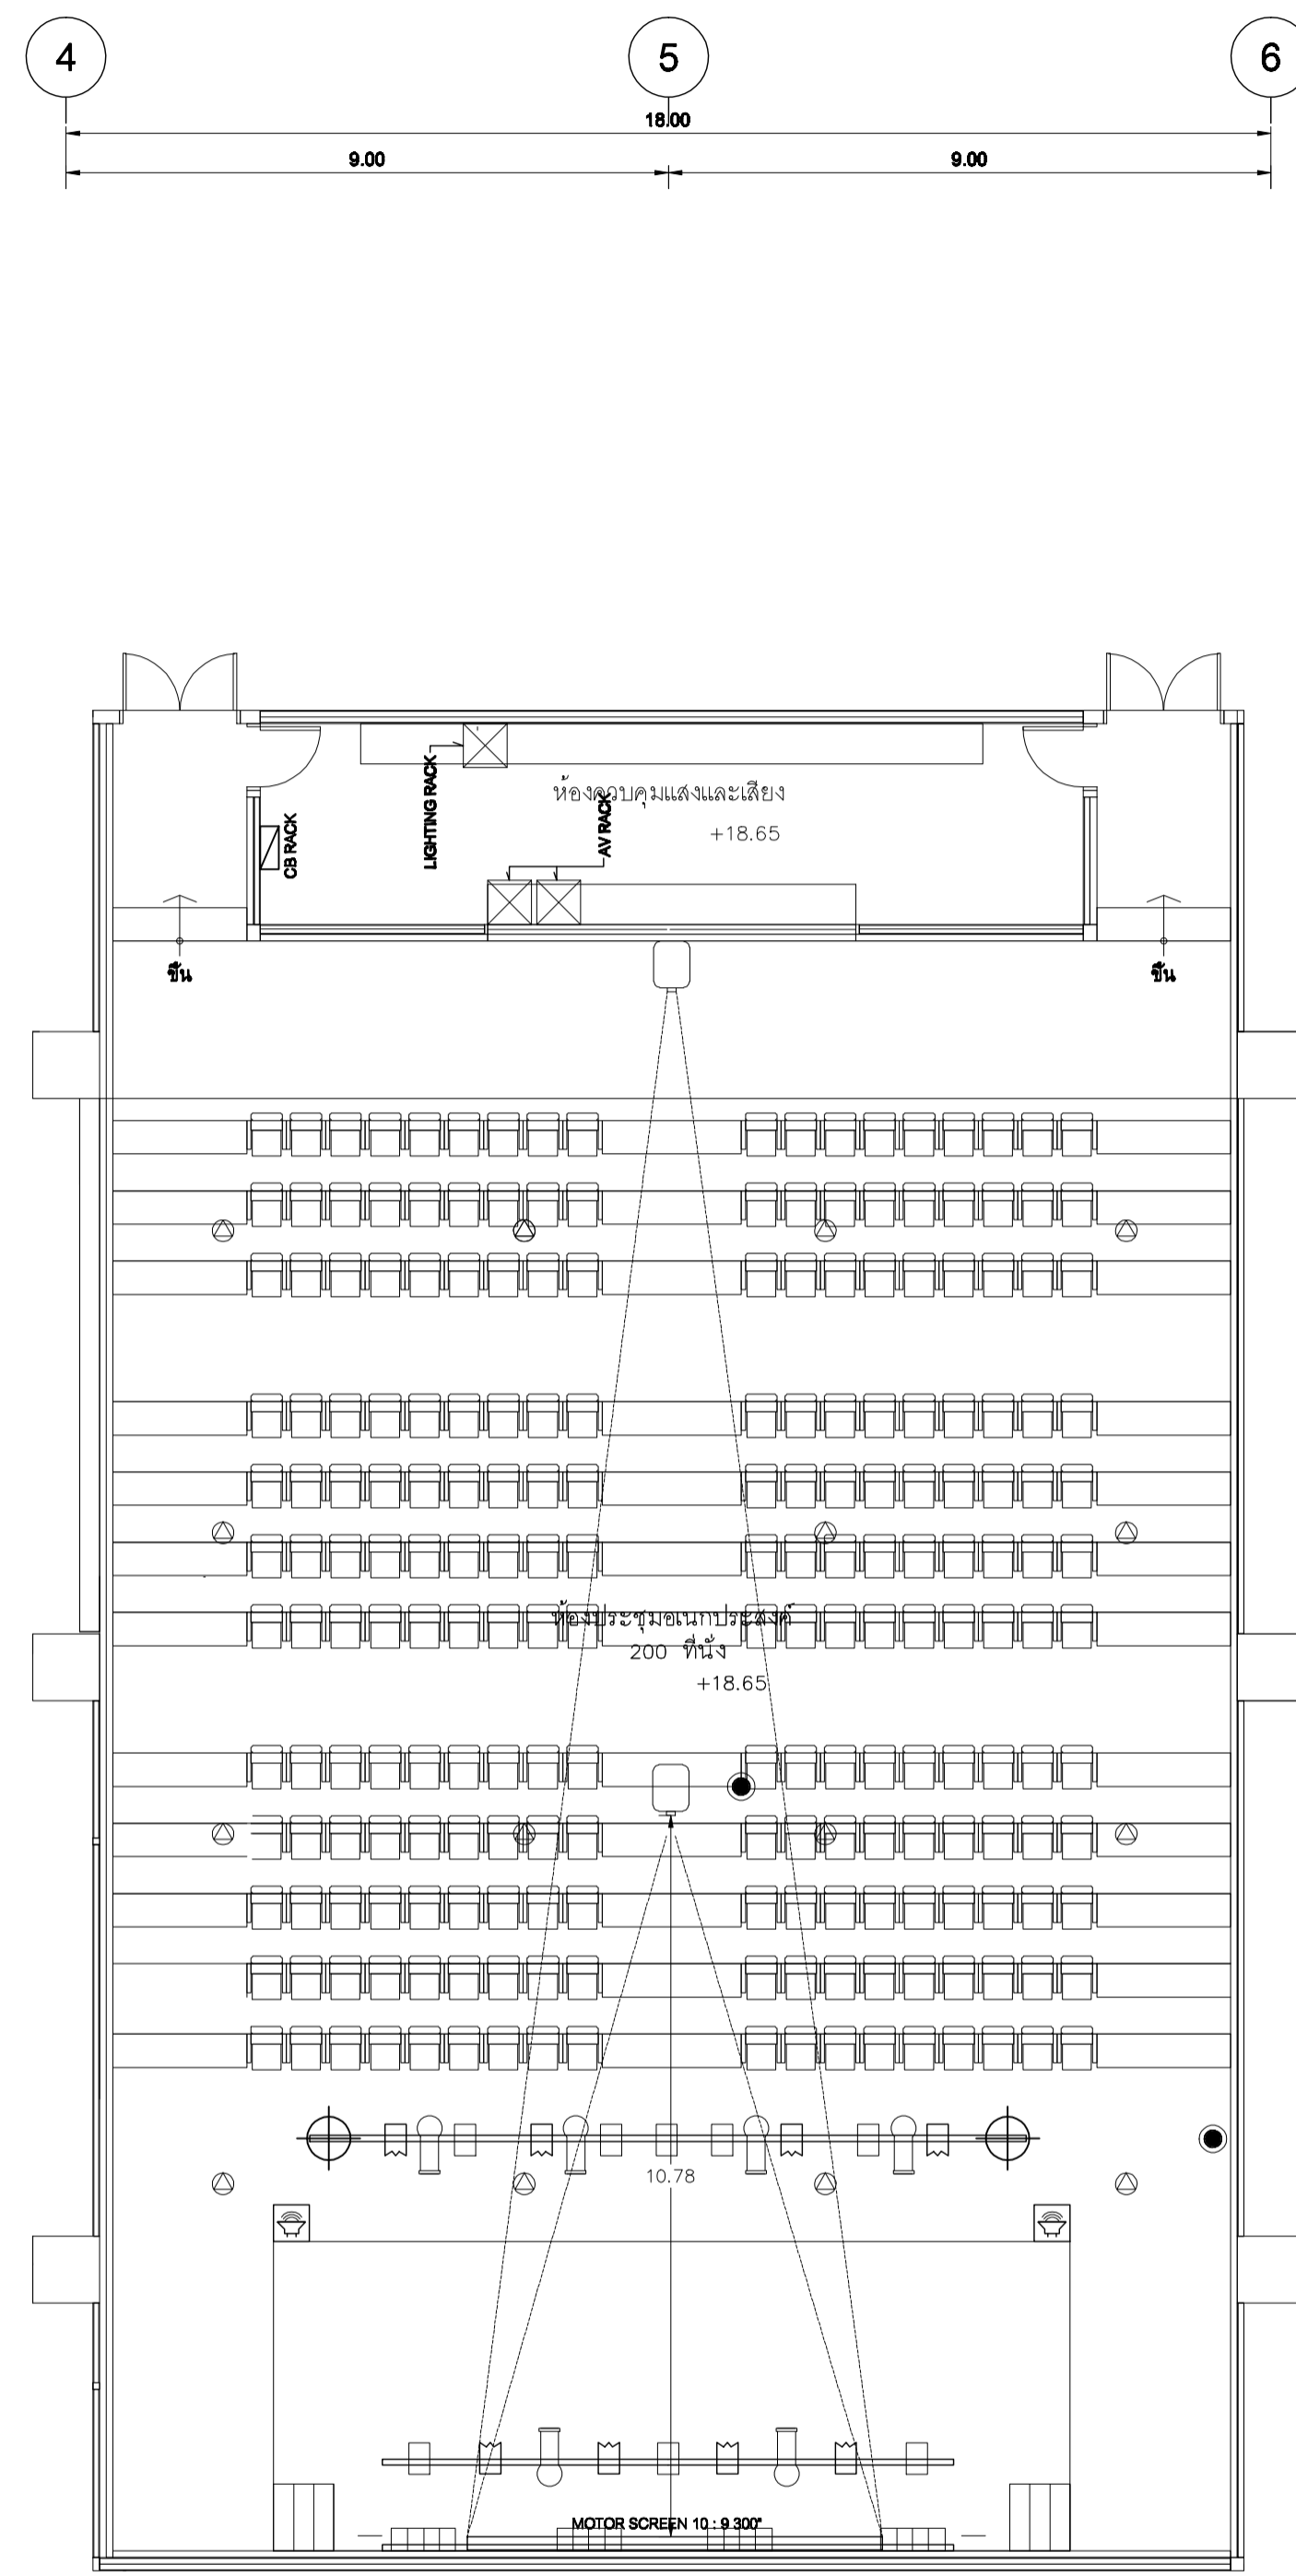 4 5 6
18.00
9.00 9.00
LIGHTING RACK
ห้องควบคุมแสงและเสียง
AV RACK
+18.65
CB RACK
ขึ้น ขึ้น
ห้องประชุมอเนกประสงค์
200 ที่นั่ง
+18.65
10.78
MOTOR SCREEN 10 : 9 300"